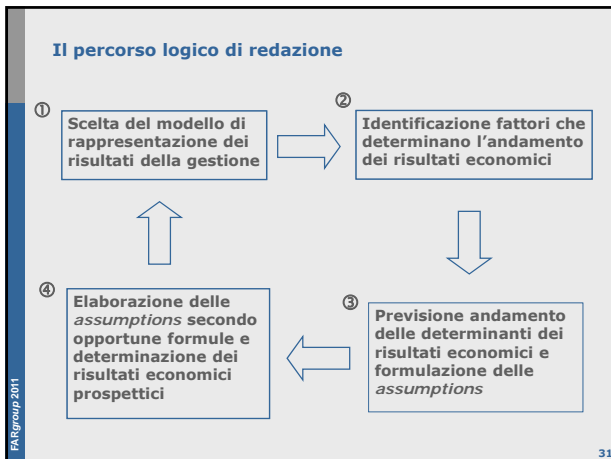 Il percorso logico di redazione
①
Scelta del modello di
rappresentazione dei
risultati della gestione
②
Identificazione fattori che
determinano l'andamento
dei risultati economici
③
Previsione andamento
delle determinanti dei
risultati economici e
formulazione delle
assumptions
④
Elaborazione delle
assumptions secondo
opportune formule e
determinazione dei
risultati economici
prospettici
FARgroup 2011
31